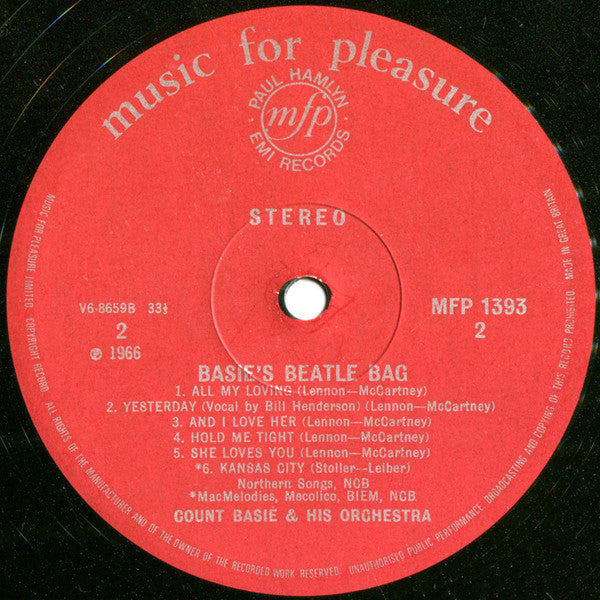 music for pleasure
PAUL HAMLYN
mfp
EMI RECORDS
STEREO
V6-8659B 33⅓
2
℗ 1966
MFP 1393
2
BASIE'S BEATLE BAG
1. ALL MY LOVING (Lennon—McCartney)
2. YESTERDAY (Vocal by Bill Henderson) (Lennon—McCartney)
3. AND I LOVE HER (Lennon—McCartney)
4. HOLD ME TIGHT (Lennon—McCartney)
5. SHE LOVES YOU (Lennon—McCartney)
*6. KANSAS CITY (Stoller—Leiber)
Northern Songs, NCB
*MacMelodies, Mecolico, BIEM, NCB.
COUNT BASIE & HIS ORCHESTRA
MUSIC FOR PLEASURE LIMITED. COPYRIGHT RECORD. ALL RIGHTS OF THE MANUFACTURER AND OF THE OWNER OF THE RECORDED WORK RESERVED. UNAUTHORISED PUBLIC PERFORMANCE, BROADCASTING AND COPYING OF THIS RECORD PROHIBITED. MADE IN GREAT BRITAIN